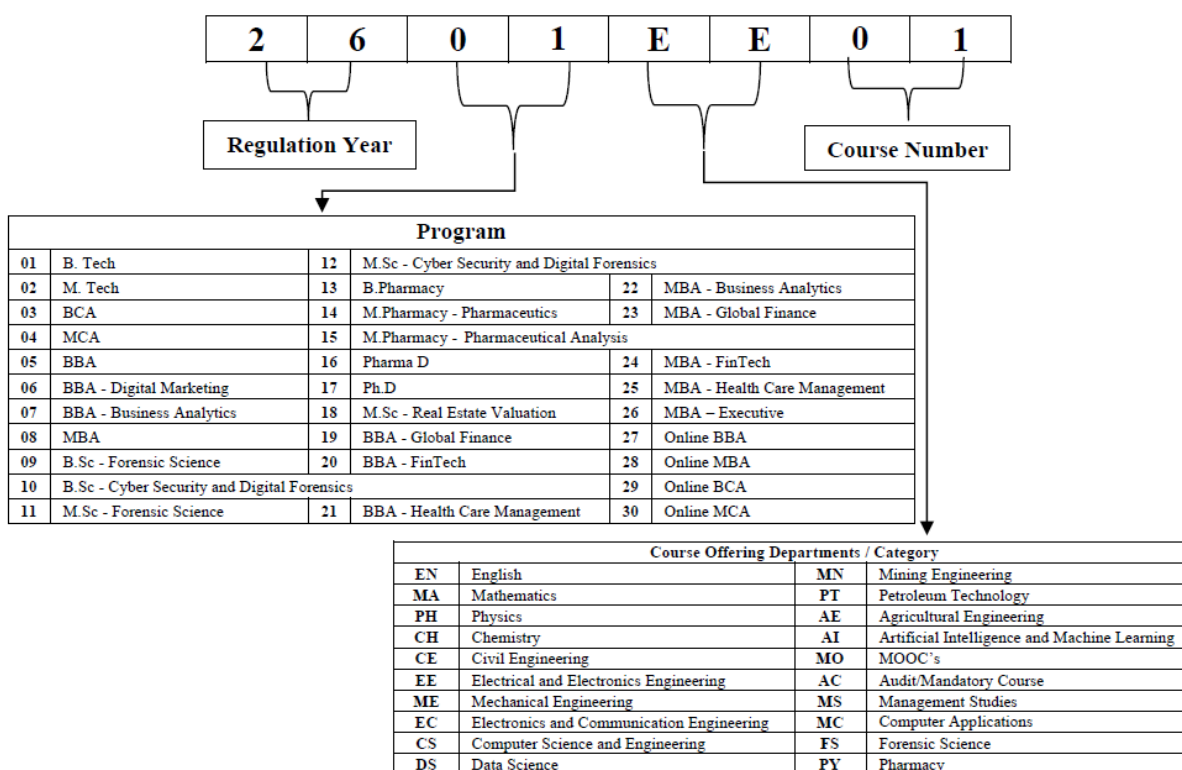 2 6 0 1 E E 0 1
Regulation Year
Course Number
Program
01 B. Tech 12 M.Sc - Cyber Security and Digital Forensics
02 M. Tech 13 B.Pharmacy 22 MBA - Business Analytics
03 BCA 14 M.Pharmacy - Pharmaceutics 23 MBA - Global Finance
04 MCA 15 M.Pharmacy - Pharmaceutical Analysis
05 BBA 16 Pharma D 24 MBA - FinTech
06 BBA - Digital Marketing 17 Ph.D 25 MBA - Health Care Management
07 BBA - Business Analytics 18 M.Sc - Real Estate Valuation 26 MBA – Executive
08 MBA 19 BBA - Global Finance 27 Online BBA
09 B.Sc - Forensic Science 20 BBA - FinTech 28 Online MBA
10 B.Sc - Cyber Security and Digital Forensics 29 Online BCA
11 M.Sc - Forensic Science 21 BBA - Health Care Management 30 Online MCA
Course Offering Departments / Category
EN English MN Mining Engineering
MA Mathematics PT Petroleum Technology
PH Physics AE Agricultural Engineering
CH Chemistry AI Artificial Intelligence and Machine Learning
CE Civil Engineering MO MOOC's
EE Electrical and Electronics Engineering AC Audit/Mandatory Course
ME Mechanical Engineering MS Management Studies
EC Electronics and Communication Engineering MC Computer Applications
CS Computer Science and Engineering FS Forensic Science
DS Data Science PY Pharmacy